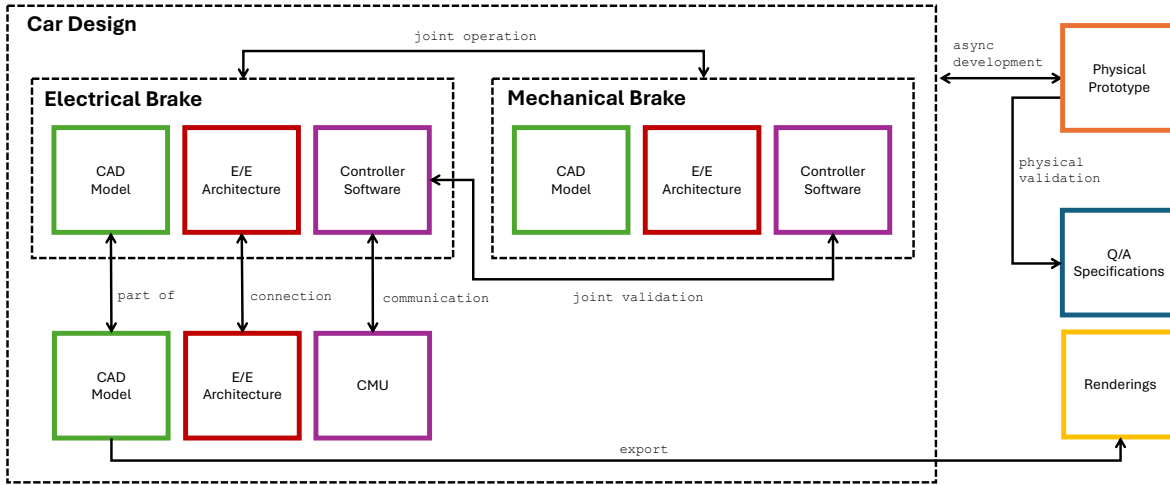 Car Design
joint operation
async
development
Physical
Prototype
Electrical Brake
Mechanical Brake
CAD
Model
E/E
Architecture
Controller
Software
CAD
Model
E/E
Architecture
Controller
Software
physical
validation
Q/A
Specifications
part of
connection
communication
joint validation
CAD
Model
E/E
Architecture
CMU
Renderings
export